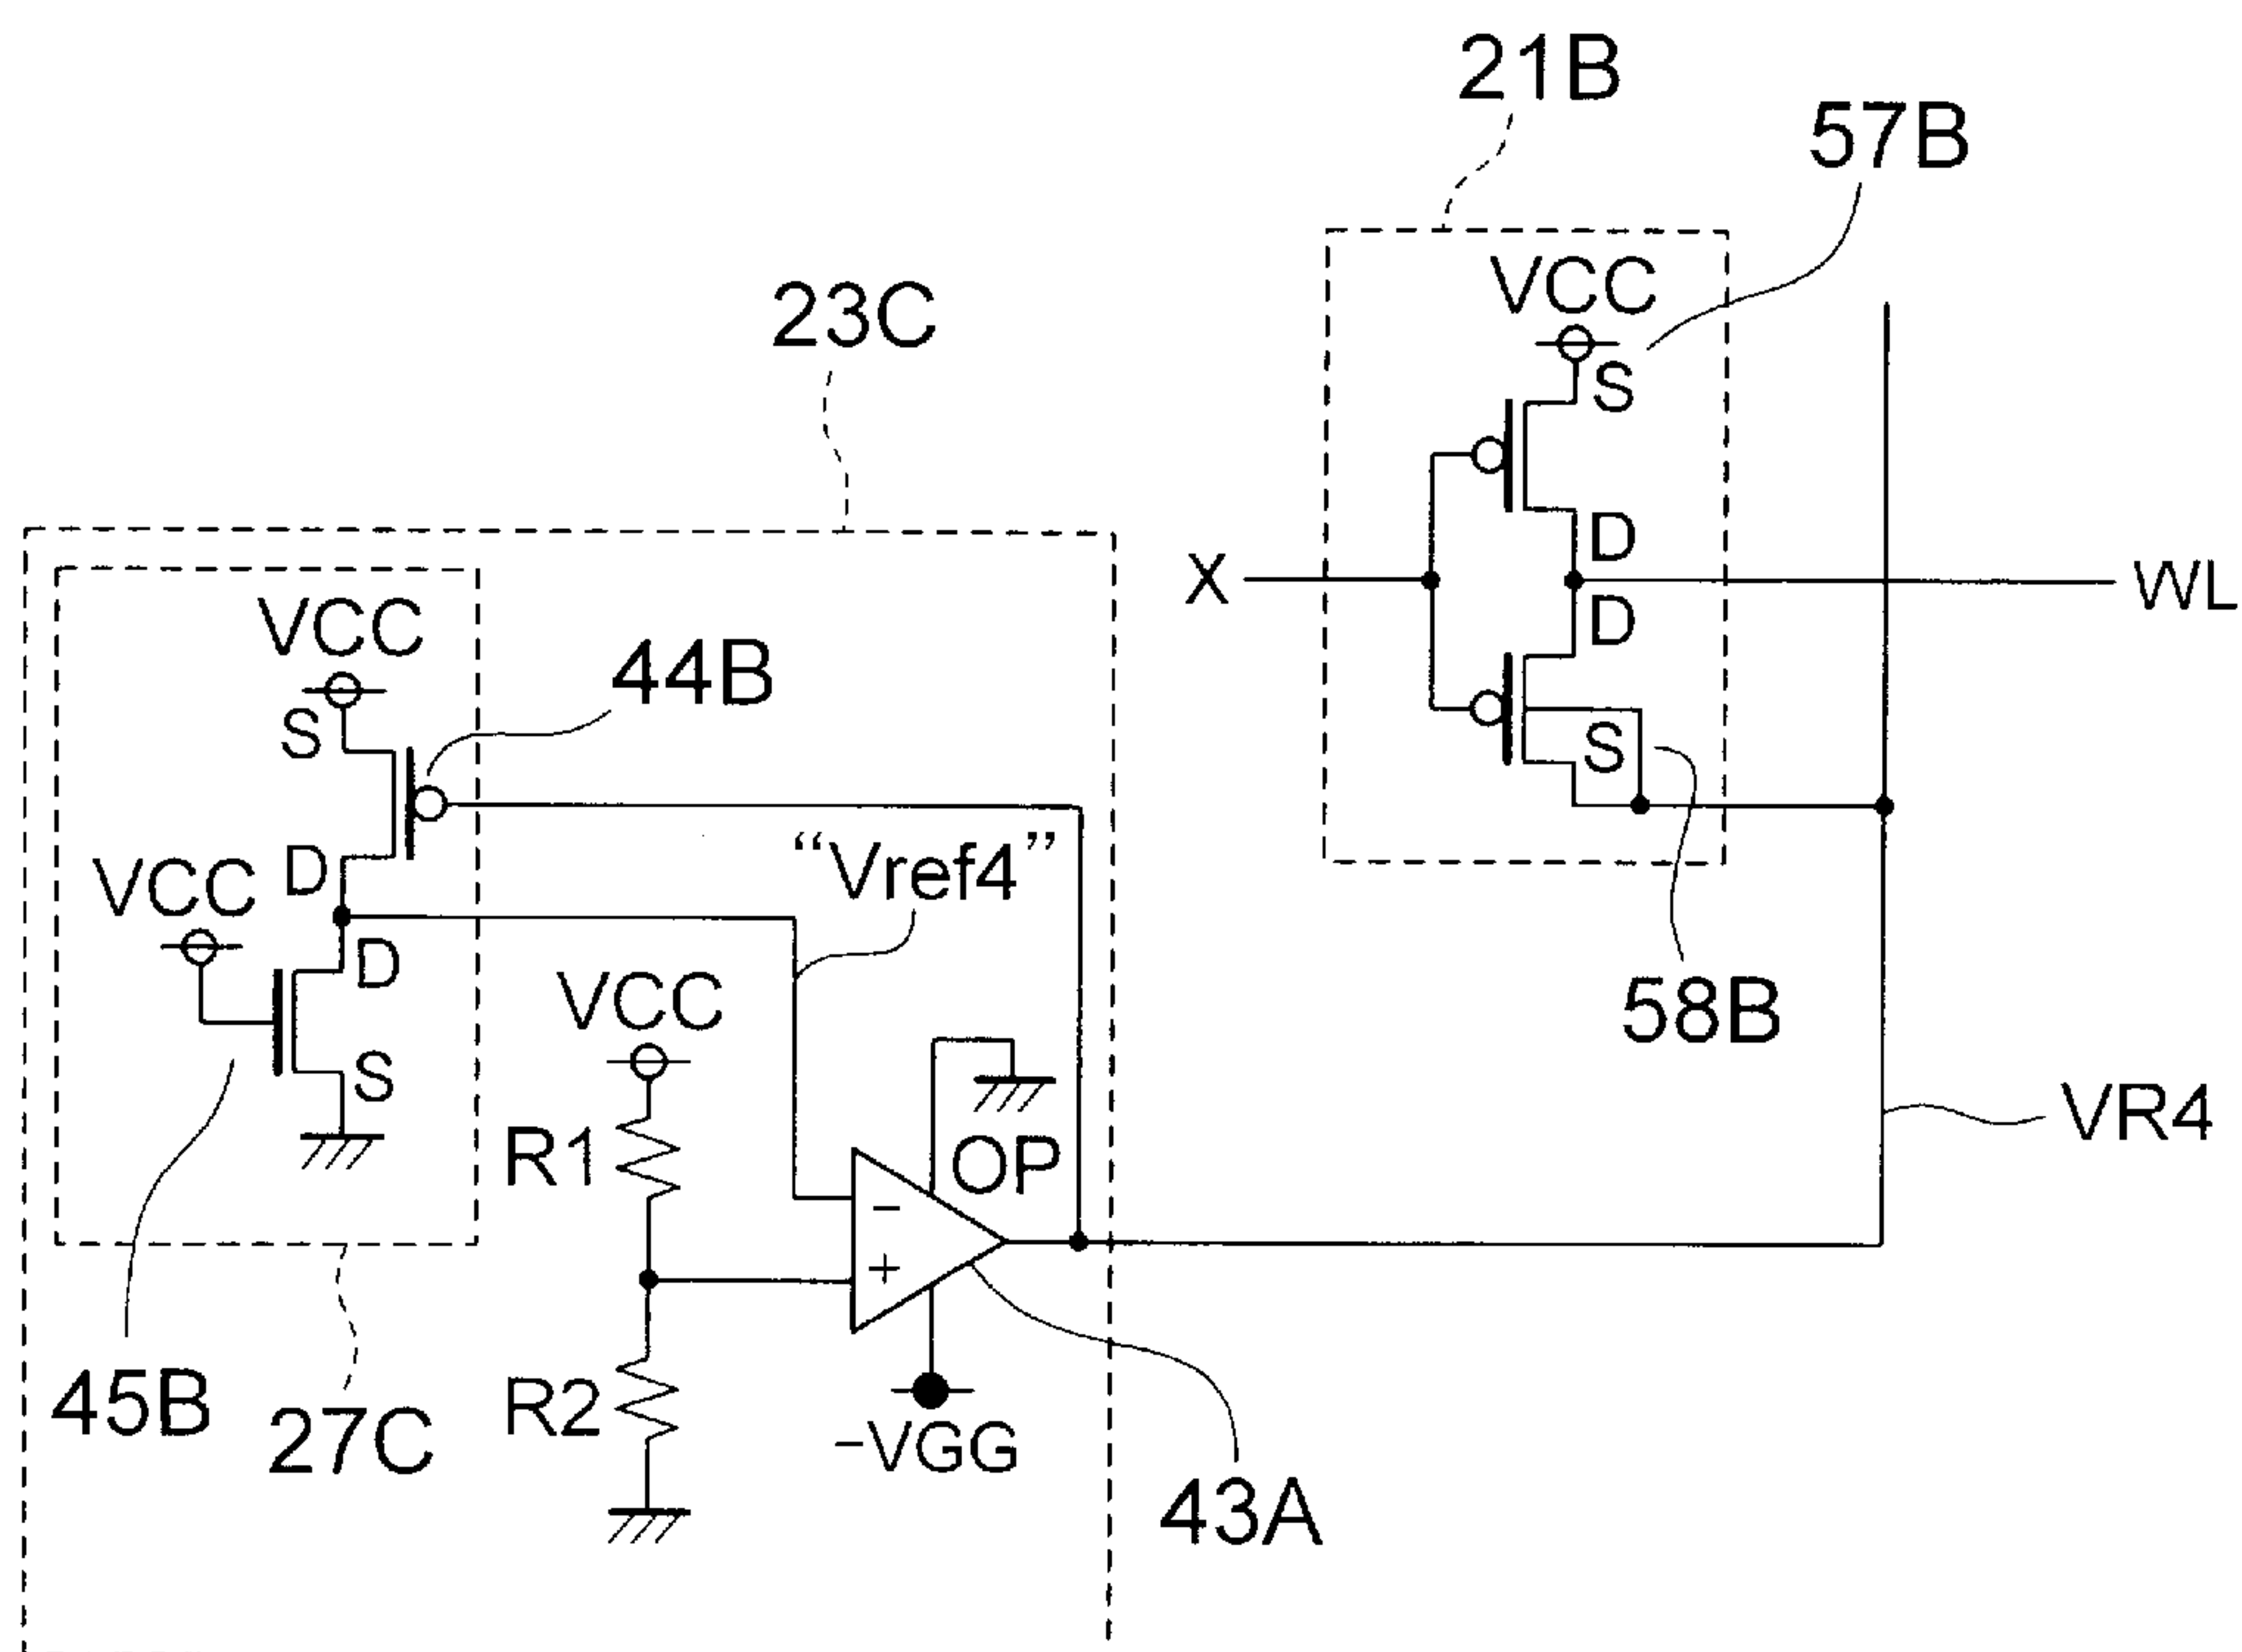 21B
57B
VCC
S
23C
D
X
WL
D
VCC
44B
S
S
"Vref4"
D
VCC
D
58B
VCC
S
VR4
R1
OP
−
+
45B
R2
27C
−VGG
43A